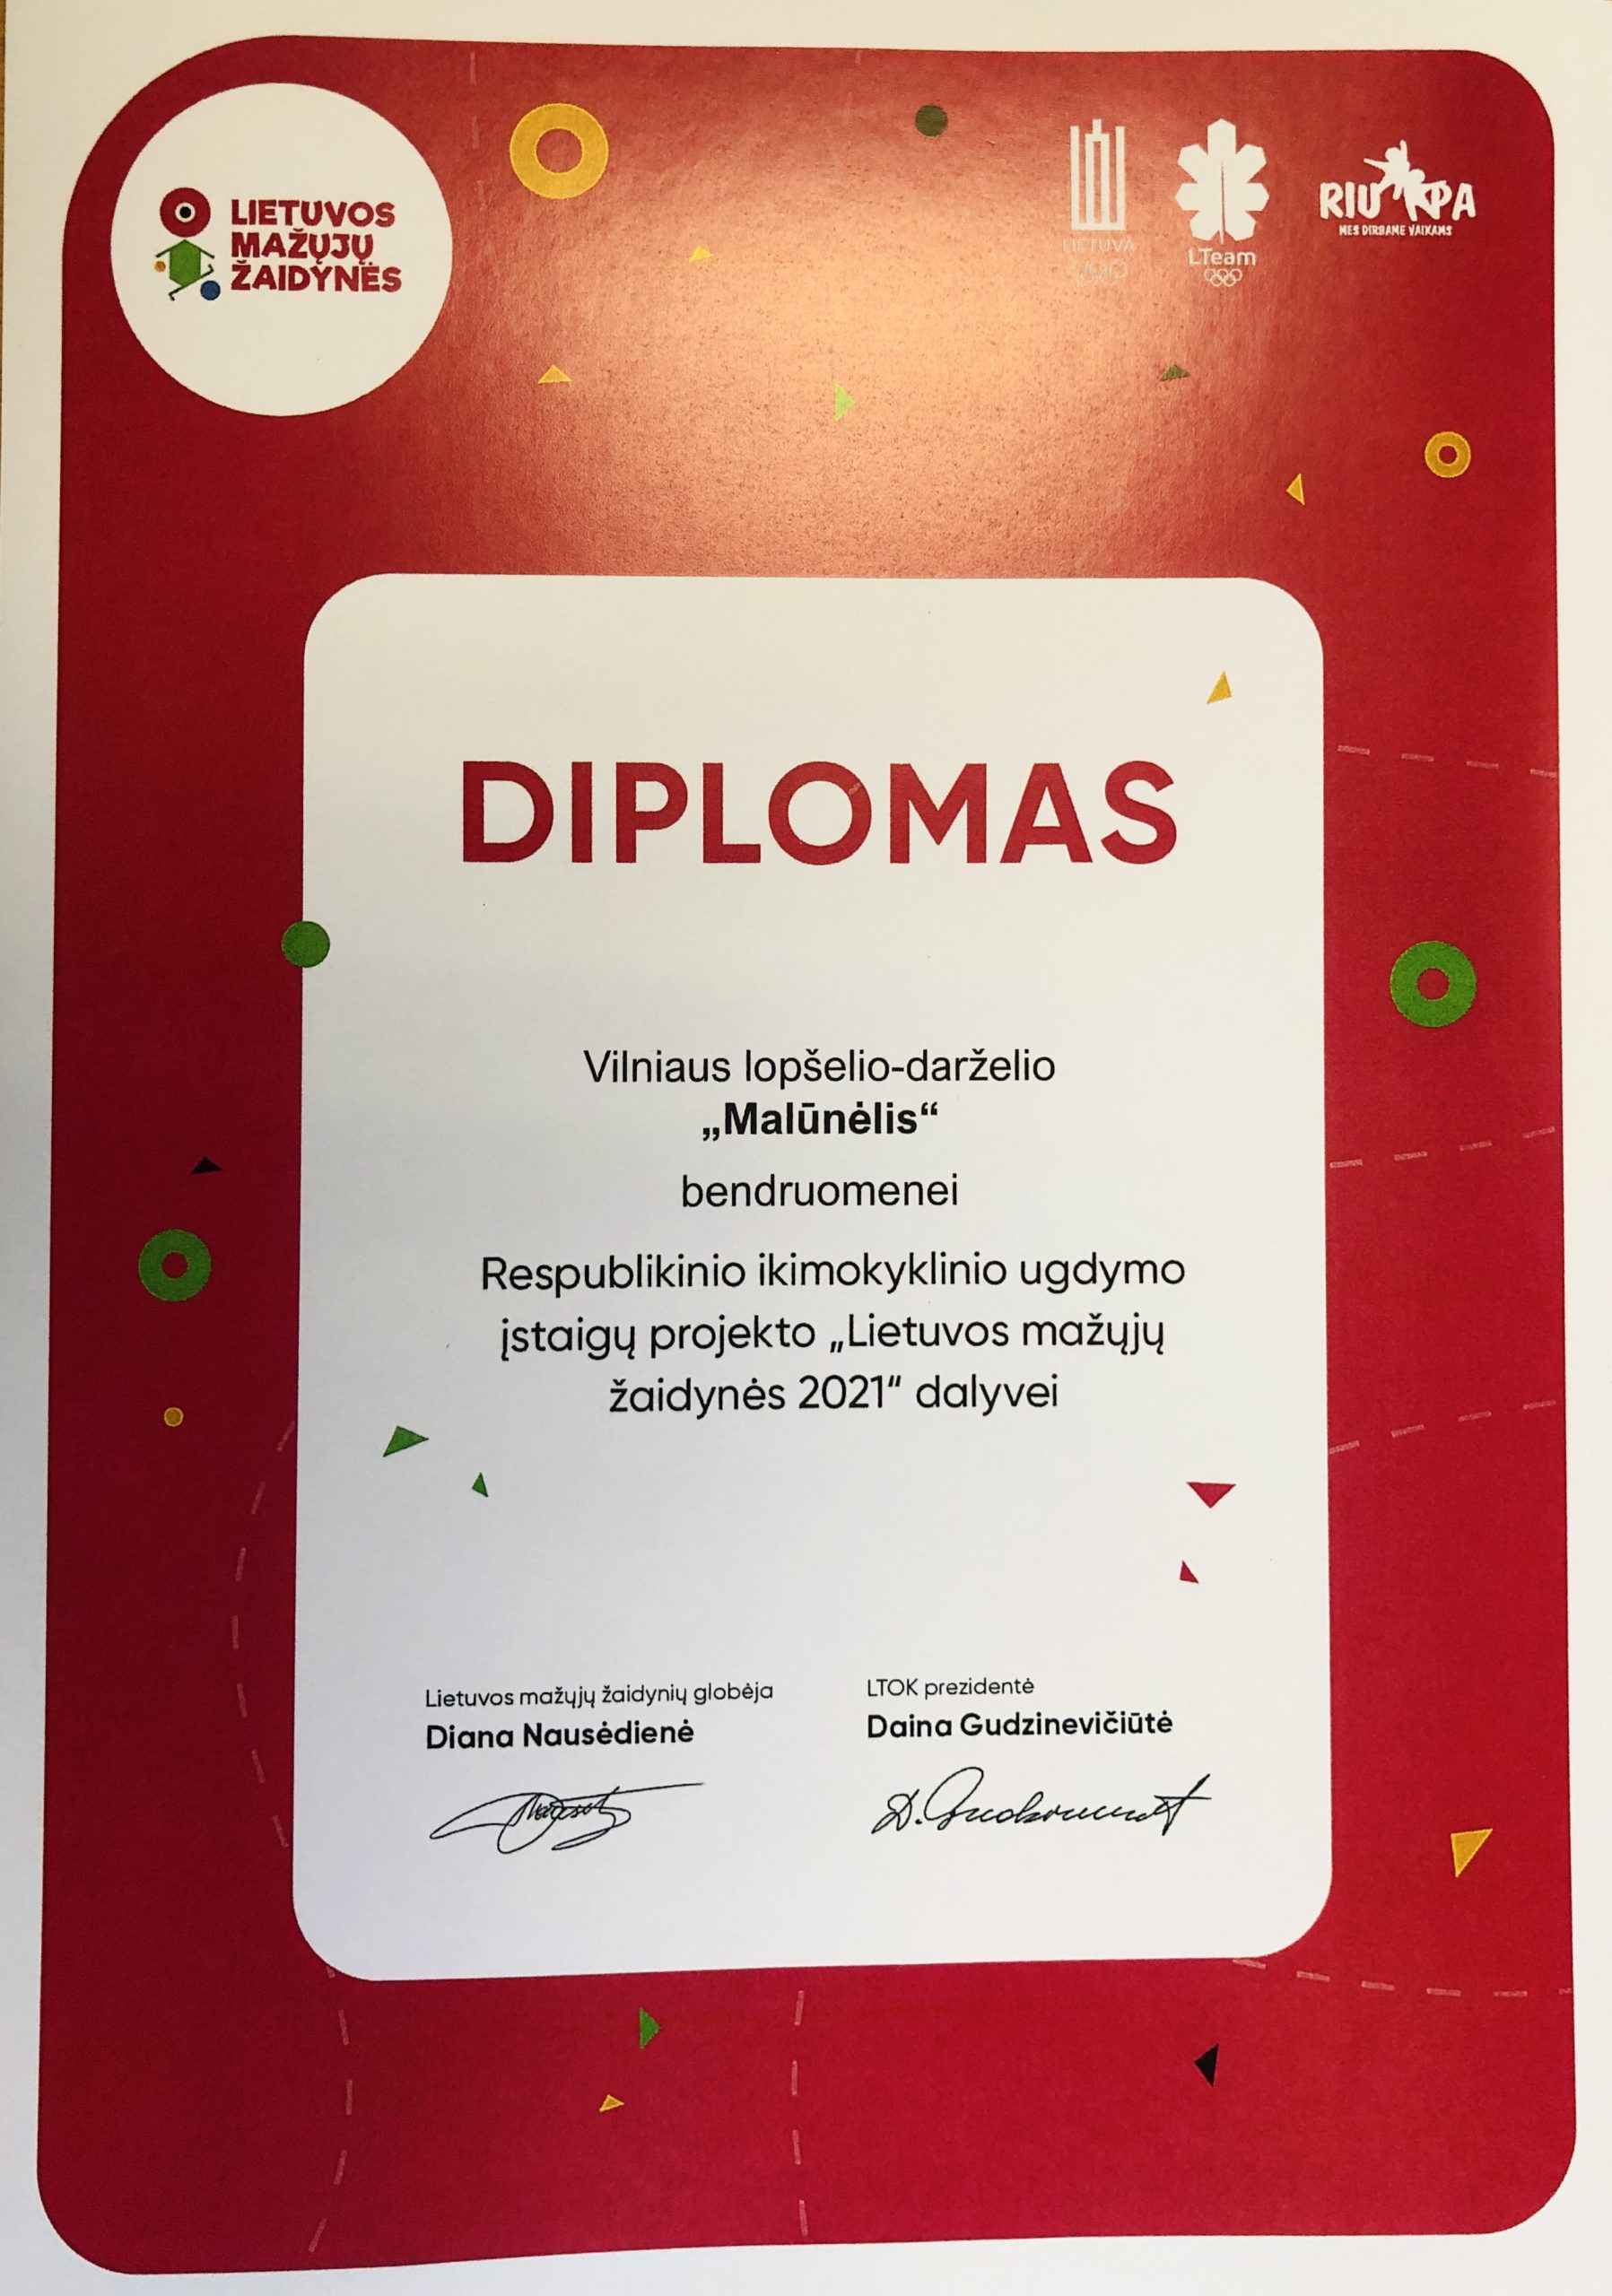 LIETUVOS
MAŽŲJŲ
ŽAIDYNĖS
LIETUVA
LTeam
RIUKKPA
MES DIRBAME VAIKAMS
DIPLOMAS
Vilniaus lopšelio-darželio
„Malūnėlis“
bendruomenei
Respublikinio ikimokyklinio ugdymo
įstaigų projekto „Lietuvos mažųjų
žaidynės 2021“ dalyvei
Lietuvos mažųjų žaidynių globėja
Diana Nausėdienė
LTOK prezidentė
Daina Gudzinevičiūtė